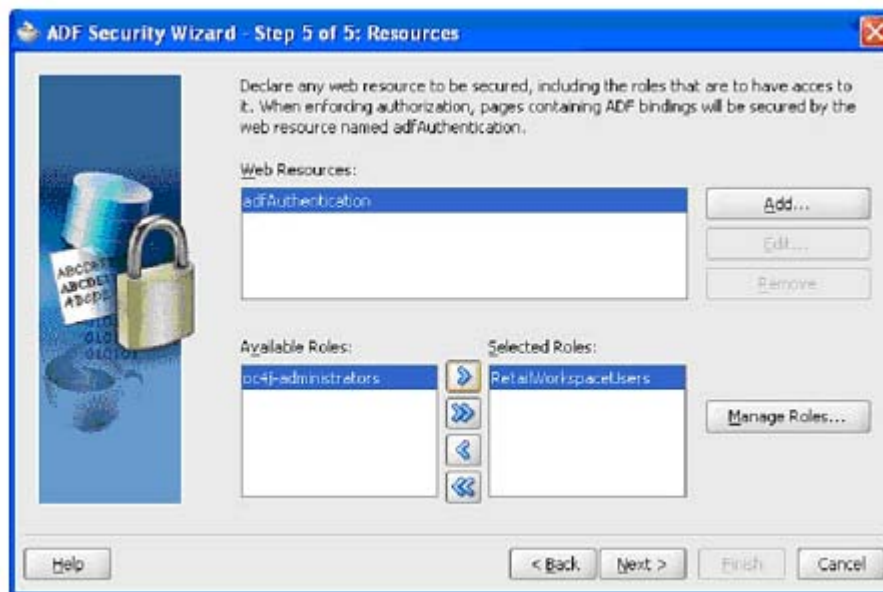 ADF Security Wizard - Step 5 of 5: Resources
Declare any web resource to be secured, including the roles that are to have acces to
it. When enforcing authorization, pages containing ADF bindings will be secured by the
web resource named adfAuthentication.
Web Resources:
adfAuthentication
Add...
Edit...
Remove
Available Roles:
Selected Roles:
oc4j-administrators
RetailWorkspaceUsers
Manage Roles...
Help
< Back
Next >
Finish
Cancel